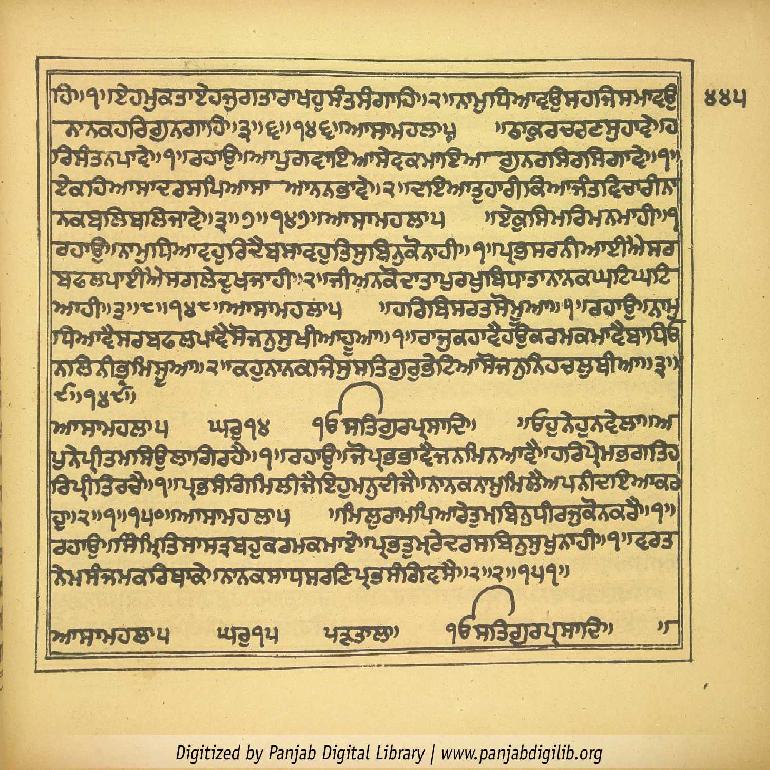 ਹਿ॥੧॥ਏਹਮੁਕਤਾਏਹਜੁਗਤਾਰਾਖਹੁਸੰਤਸੰਗਾਹਿ॥੨॥ਨਾਮੁਧਿਆਵਉਸਹਜਿਸਮਾਵਉ
੪੪੫
ਨਾਨਕਹਰਿਗੁਨਗਾਹਿ॥੩॥੬॥੧੪੬॥ਆਸਾਮਹਲਾ੫ ॥ਠਾਕੁਰਚਰਣਸੁਹਾਵੇ॥ਹ
ਰਿਸੰਤਨਪਾਵੇ॥੧॥ਰਹਾਉ॥ਆਪੁਗਵਾਇਆਸੇਵਕਮਾਇਆ ਗੁਨਰਸਿਰਸਿਗਾਵੇ॥੧॥
ਏਕਹਿਆਸਾਦਰਸਪਿਆਸਾ ਆਨਨਭਾਵੇ॥੨॥ਦਇਆਤੁਹਾਰੀਕਿਆਜੰਤਵਿਚਾਰੀਨਾ
ਨਕਬਲਿਬਲਿਜਾਵੇ॥੩॥੭॥੧੪੭॥ਆਸਾਮਹਲਾ੫ ॥ਏਕੁਸਿਮਰਿਮਨਮਾਹੀ॥੧
ਰਹਾਉ॥ਨਾਮੁਧਿਆਵਹੁਰਿਦੈਬਸਾਵਹੁਤਿਸੁਬਿਨੁਕੋਨਾਹੀ॥੧॥ਪ੍ਰਭਸਰਨੀਆਈਐਸਰ
ਬਫਲਪਾਈਐਸਗਲੇਦੁਖਜਾਹੀ॥੨॥ਜੀਅਨਕੋਦਾਤਾਪੁਰਖੁਬਿਧਾਤਾਨਾਨਕਘਟਿਘਟਿ
ਆਹੀ॥੩॥੮॥੧੪੮॥ਆਸਾਮਹਲਾ੫ ॥ਹਰਿਬਿਸਰਤਸੋਮੂਆ॥੧॥ਰਹਾਉ॥ਨਾਮੁ
ਧਿਆਵੈਸਰਬਫਲਪਾਵੈਸੋਜਨੁਸੁਖੀਆਹੂਆ॥੧॥ਰਾਜੁਕਹਾਵੈਹਉਕਰਮਕਮਾਵੈਬਾਧਿਓ
ਨਲਿਨੀਭ੍ਰਮਿਸੂਆ॥੨॥ਕਹੁਨਾਨਕਜਿਸੁਸਤਿਗੁਰੁਭੇਟਿਆਸੋਜਨੁਨਿਹਚਲੁਥੀਆ॥੩॥
੯॥੧੪੯॥
ਆਸਾਮਹਲਾ੫ ਘਰੁ੧੪ ੴਸਤਿਗੁਰਪ੍ਰਸਾਦਿ॥ ॥ਓਹੁਨੇਹੁਨਵੇਲਾ॥ਅ
ਪੁਨੇਪ੍ਰੀਤਮਸਿਉਲਾਗਿਰਹੈ॥੧॥ਰਹਾਉ॥ਜੋਪ੍ਰਭਭਾਵੈਜਨਮਿਨਆਵੈ॥ਹਰਿਪ੍ਰੇਮਭਗਤਿਹ
ਰਿਪ੍ਰੀਤਿਰਚੈ॥੧॥ਪ੍ਰਭਸੰਗਿਮਿਲੀਜੈਇਹੁਮਨੁਦੀਜੈ॥ਨਾਨਕਨਾਮੁਮਿਲੈਅਪਨੀਦਇਆਕਰ
ਹੁ॥੨॥੧॥੧੫੦॥ਆਸਾਮਹਲਾ੫ ॥ਮਿਲੁਰਾਮਪਿਆਰੇਤੁਮਬਿਨੁਧੀਰਜੁਕੋਨਕਰੈ॥੧॥
ਰਹਾਉ॥ਸਿੰਮ੍ਰਿਤਿਸਾਸਤ੍ਰਬਹੁਕਰਮਕਮਾਏ॥ਪ੍ਰਭਤੁਮਰੇਦਰਸਬਿਨੁਸੁਖੁਨਾਹੀ॥੧॥ਵਰਤ
ਨੇਮਸੰਜਮਕਰਿਥਾਕੇ॥ਨਾਨਕਸਾਧਸਰਣਿਪ੍ਰਭਸੰਗਿਵਸੈ॥੨॥੨॥੧੫੧॥
ਆਸਾਮਹਲਾ੫ ਘਰੁ੧੫ ਪੜਤਾਲ॥ ੴਸਤਿਗੁਰਪ੍ਰਸਾਦਿ॥
Digitized by Panjab Digital Library | www.panjabdigilib.org